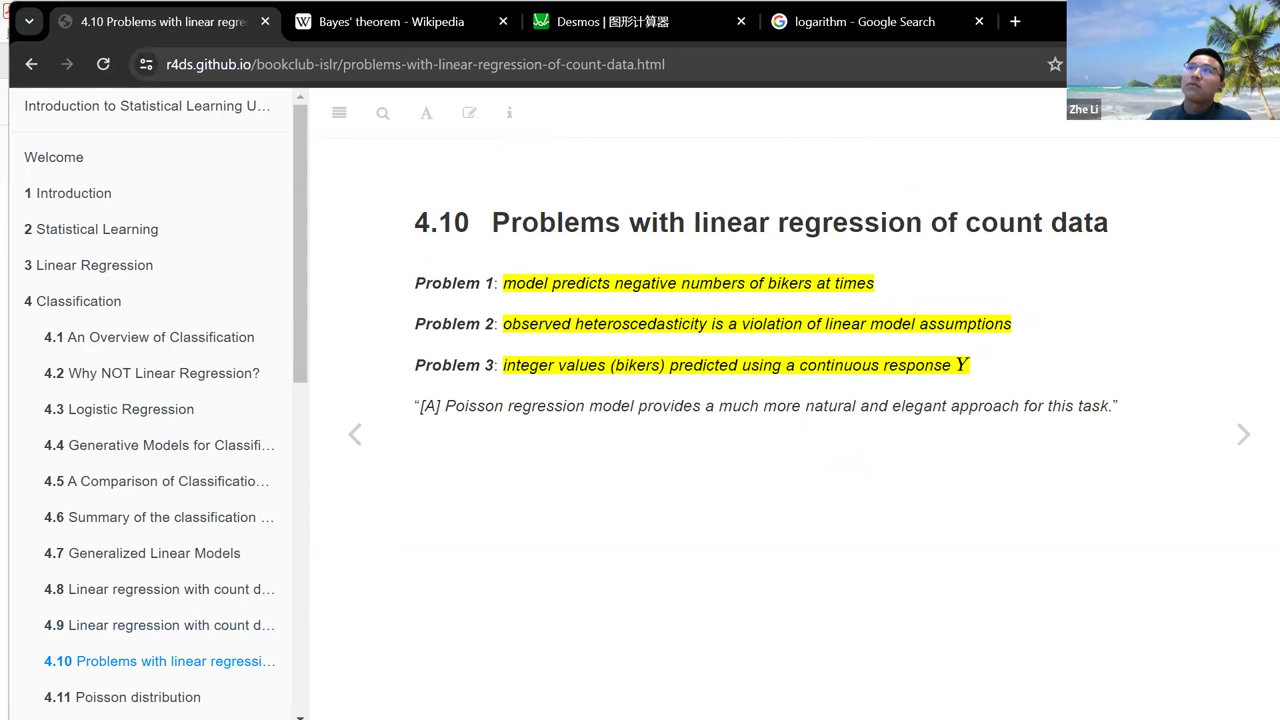 4.10 Problems with linear regre
Bayes' theorem - Wikipedia
Desmos | 图形计算器
logarithm - Google Search
r4ds.github.io/bookclub-islr/problems-with-linear-regression-of-count-data.html
Zhe Li
Introduction to Statistical Learning U...
Welcome
1 Introduction
2 Statistical Learning
3 Linear Regression
4 Classification
4.1 An Overview of Classification
4.2 Why NOT Linear Regression?
4.3 Logistic Regression
4.4 Generative Models for Classifi...
4.5 A Comparison of Classificatio...
4.6 Summary of the classification ...
4.7 Generalized Linear Models
4.8 Linear regression with count d...
4.9 Linear regression with count d...
4.10 Problems with linear regressi...
4.11 Poisson distribution
4.10 Problems with linear regression of count data
Problem 1: model predicts negative numbers of bikers at times
Problem 2: observed heteroscedasticity is a violation of linear model assumptions
Problem 3: integer values (bikers) predicted using a continuous response Y
“[A] Poisson regression model provides a much more natural and elegant approach for this task.”